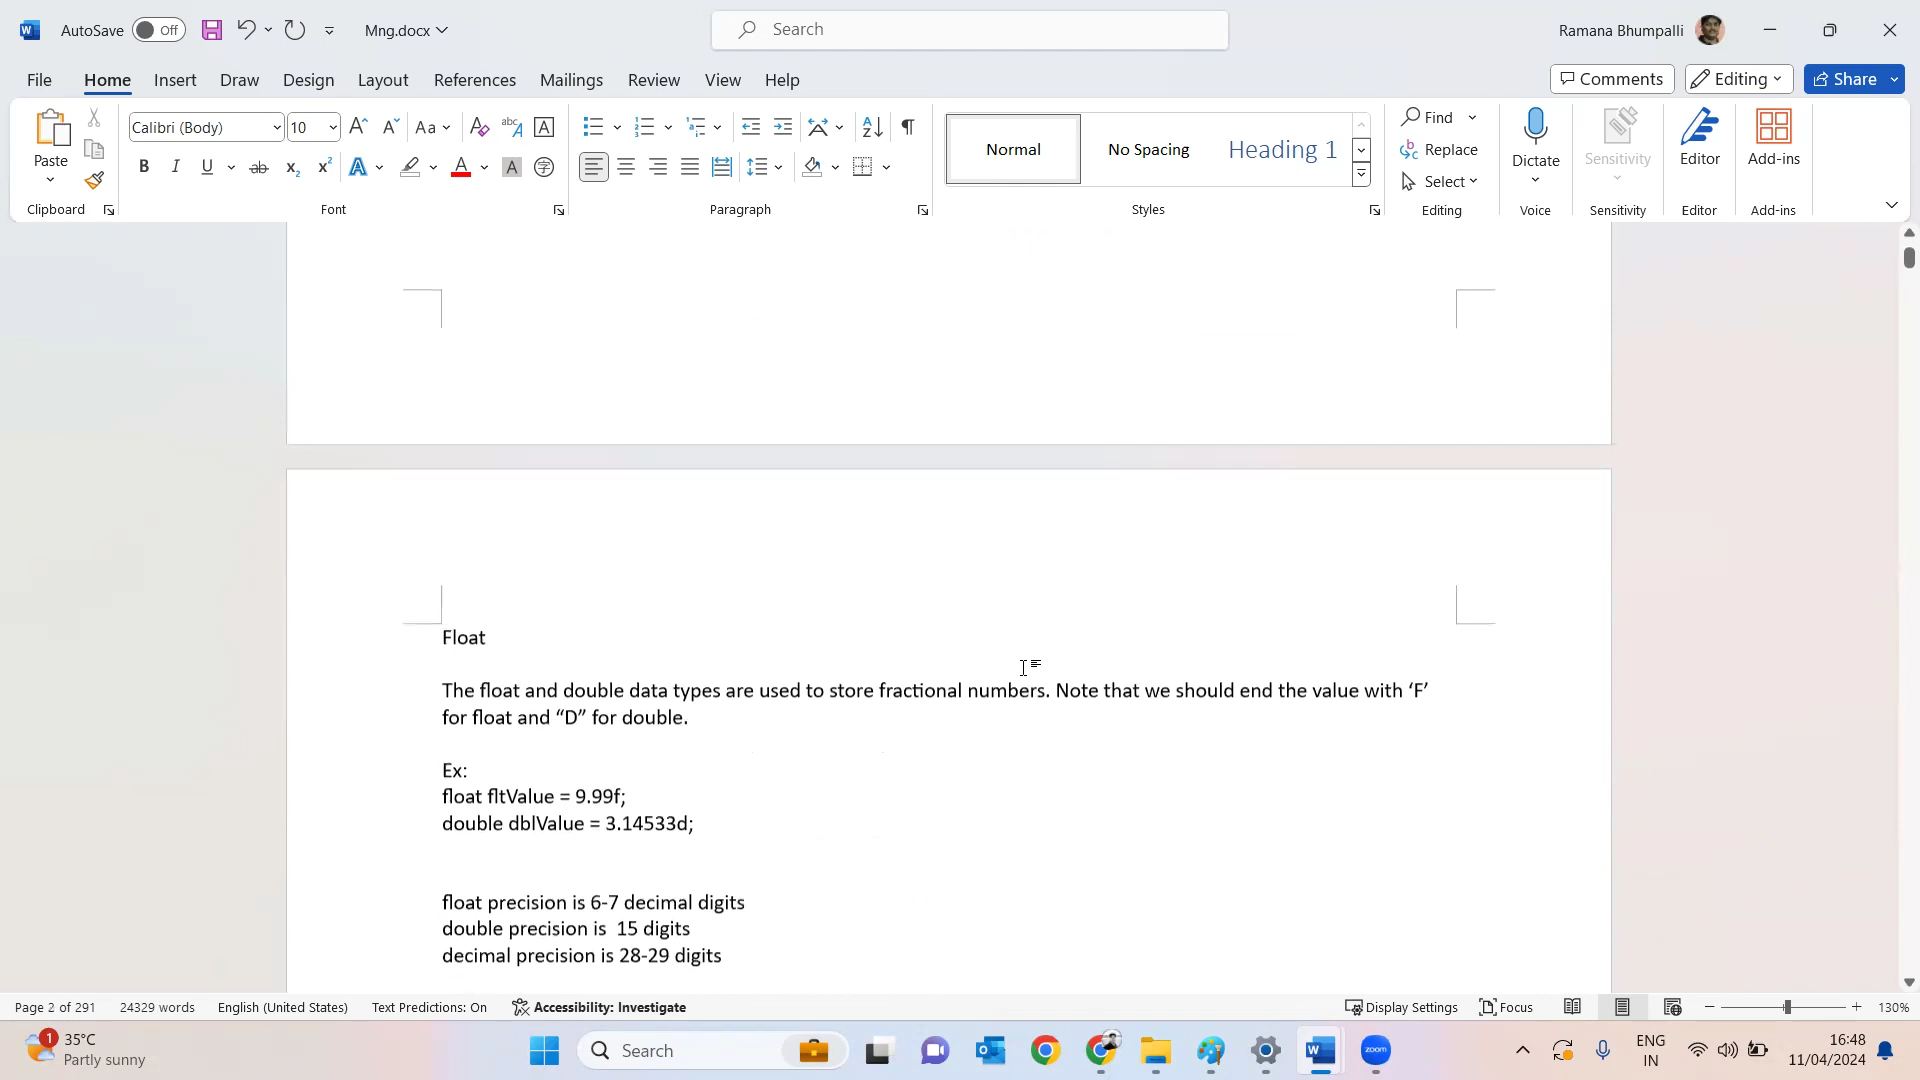 AutoSave Off Mng.docx Search Ramana Bhumpalli
File Home Insert Draw Design Layout References Mailings Review View Help Comments Editing Share
Calibri (Body) 10 Aa A
Paste
B I U ab x₂ x² A A A
Normal No Spacing Heading 1
Find
Replace
Select
Dictate Sensitivity Editor Add-ins
Clipboard Font Paragraph Styles Editing Voice Sensitivity Editor Add-ins
Float
The float and double data types are used to store fractional numbers. Note that we should end the value with ‘F’
for float and “D” for double.
Ex:
float fltValue = 9.99f;
double dblValue = 3.14533d;
float precision is 6-7 decimal digits
double precision is  15 digits
decimal precision is 28-29 digits
Page 2 of 291 24329 words English (United States) Text Predictions: On Accessibility: Investigate Display Settings Focus 130%
1 35°C
Partly sunny
Search
zoom
ENG
IN
16:48
11/04/2024